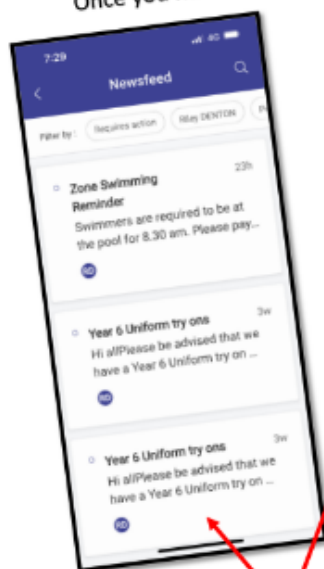 Once you
7:29
4G
Newsfeed
Filter by : Requires action Riley DENTON
Zone Swimming 23h
Reminder
Swimmers are required to be at
the pool for 8.30 am. Please pay...
RD
Year 6 Uniform try ons 3w
Hi all!Please be advised that we
have a Year 6 Uniform try on ...
RD
Year 6 Uniform try ons 3w
Hi all!Please be advised that we
have a Year 6 Uniform try on ...
RD